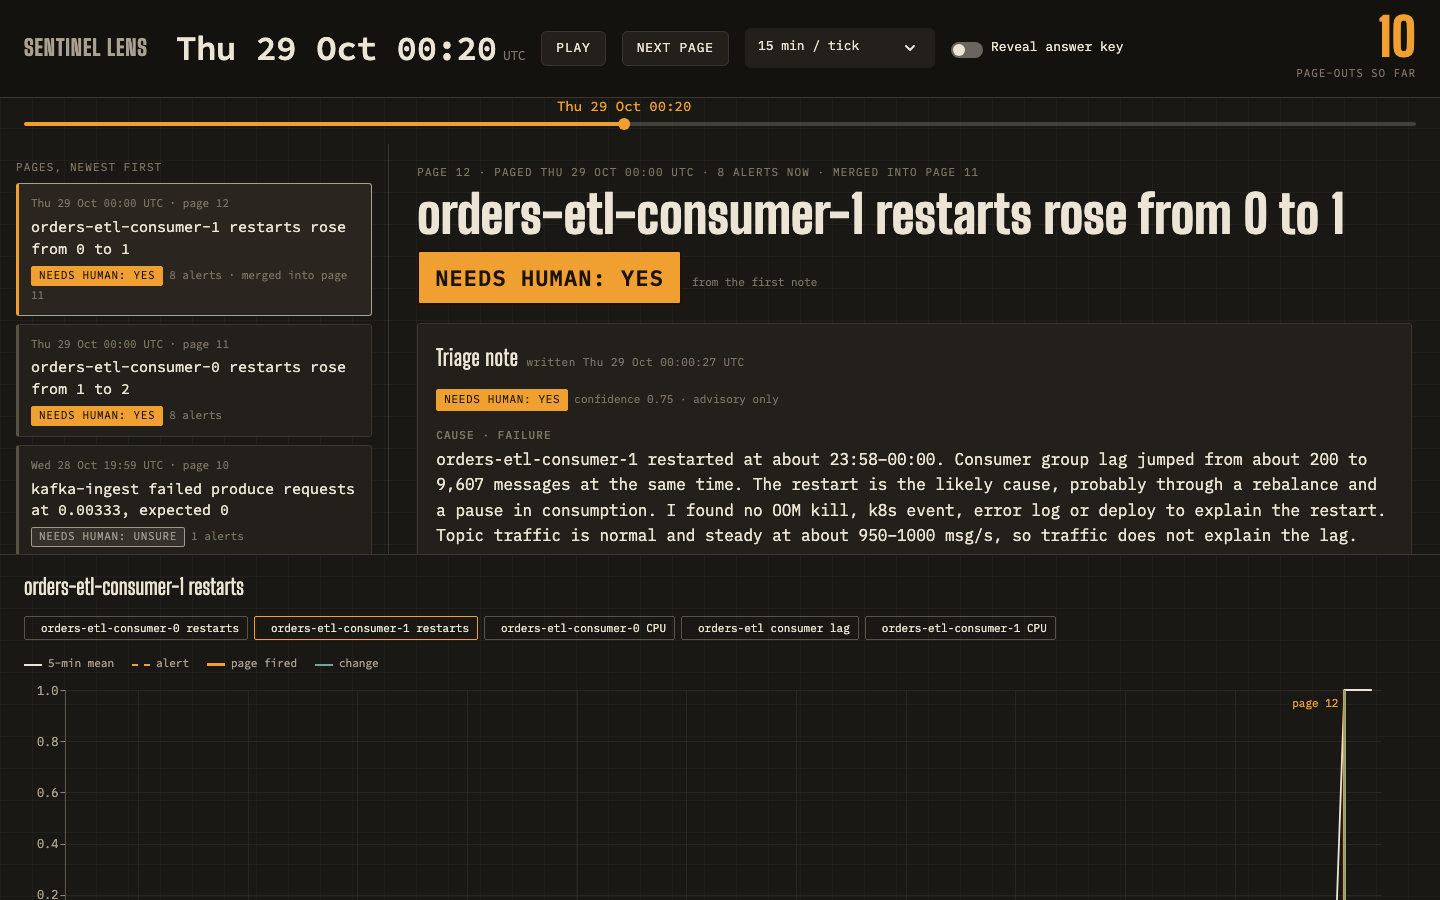 SENTINEL LENS
Thu 29 Oct 00:20 UTC
PLAY
NEXT PAGE
15 min / tick
Reveal answer key
10
PAGE-OUTS SO FAR
Thu 29 Oct 00:20
PAGES, NEWEST FIRST
Thu 29 Oct 00:00 UTC · page 12
orders-etl-consumer-1 restarts rose
from 0 to 1
NEEDS HUMAN: YES 8 alerts · merged into page
11
Thu 29 Oct 00:00 UTC · page 11
orders-etl-consumer-0 restarts rose
from 1 to 2
NEEDS HUMAN: YES 8 alerts
Wed 28 Oct 19:59 UTC · page 10
kafka-ingest failed produce requests
at 0.00333, expected 0
NEEDS HUMAN: UNSURE 1 alerts
PAGE 12 · PAGED THU 29 OCT 00:00 UTC · 8 ALERTS NOW · MERGED INTO PAGE 11
orders-etl-consumer-1 restarts rose from 0 to 1
NEEDS HUMAN: YES from the first note
Triage note written Thu 29 Oct 00:00:27 UTC
NEEDS HUMAN: YES confidence 0.75 · advisory only
CAUSE · FAILURE
orders-etl-consumer-1 restarted at about 23:58–00:00. Consumer group lag jumped from about 200 to
9,607 messages at the same time. The restart is the likely cause, probably through a rebalance and
a pause in consumption. I found no OOM kill, k8s event, error log or deploy to explain the restart.
Topic traffic is normal and steady at about 950–1000 msg/s, so traffic does not explain the lag.
orders-etl-consumer-1 restarts
orders-etl-consumer-0 restarts
orders-etl-consumer-1 restarts
orders-etl-consumer-0 CPU
orders-etl consumer lag
orders-etl-consumer-1 CPU
5-min mean
alert
page fired
change
1.0
page 12
0.8
0.6
0.4
0.2